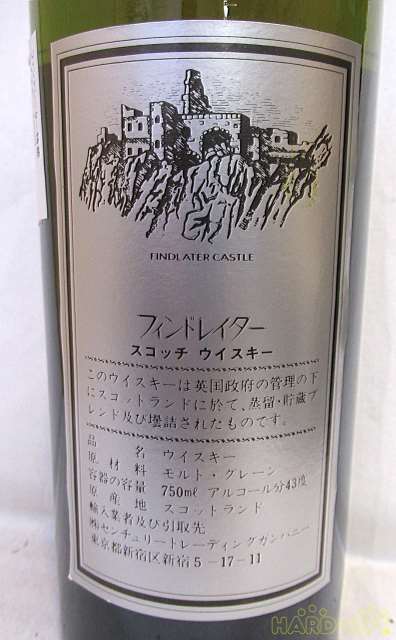 FINDLATER CASTLE
フィンドレイター
スコッチ ウイスキー
このウイスキーは英国政府の管理の下
にスコットランドに於て、蒸留・貯蔵ブ
レンド及び壜詰されたものです。
品名 ウイスキー
原材料 モルト・グレーン
容器の容量 750mℓ アルコール分43度
原産地 スコットランド
輸入業者及び引取先
㈱センチュリートレーディングカンパニー
東京都新宿区新宿5-17-11
HARD OFF